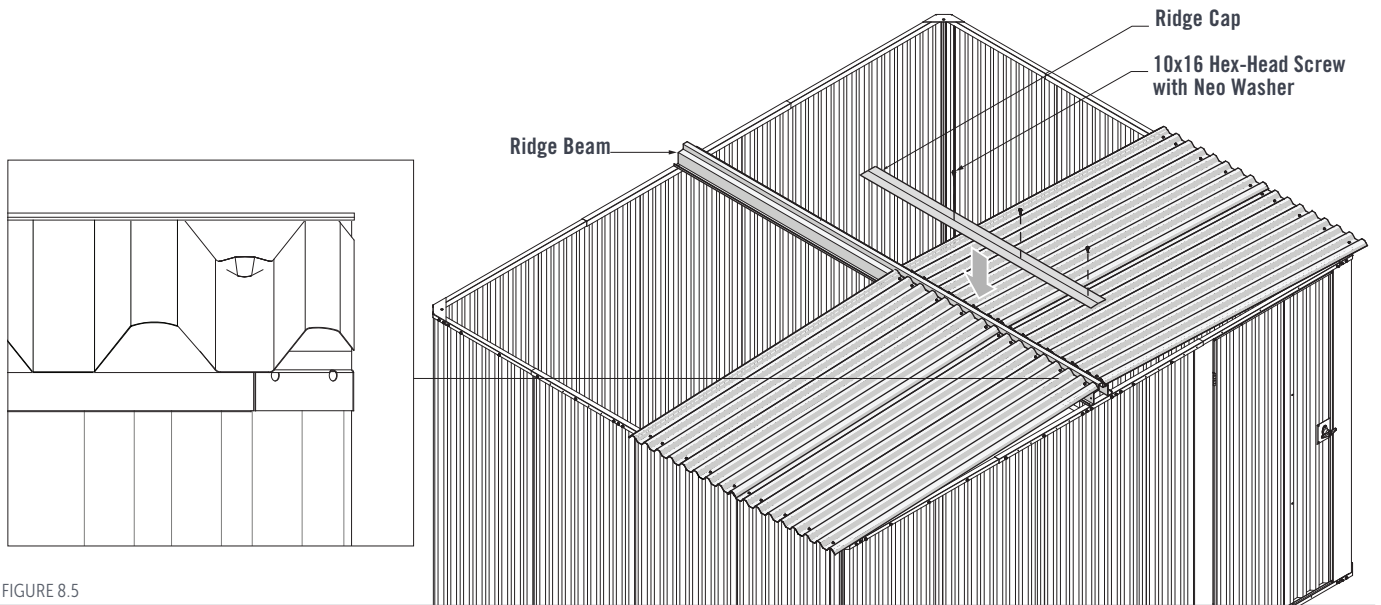 Ridge Cap
10x16 Hex-Head Screw
with Neo Washer
Ridge Beam
FIGURE 8.5